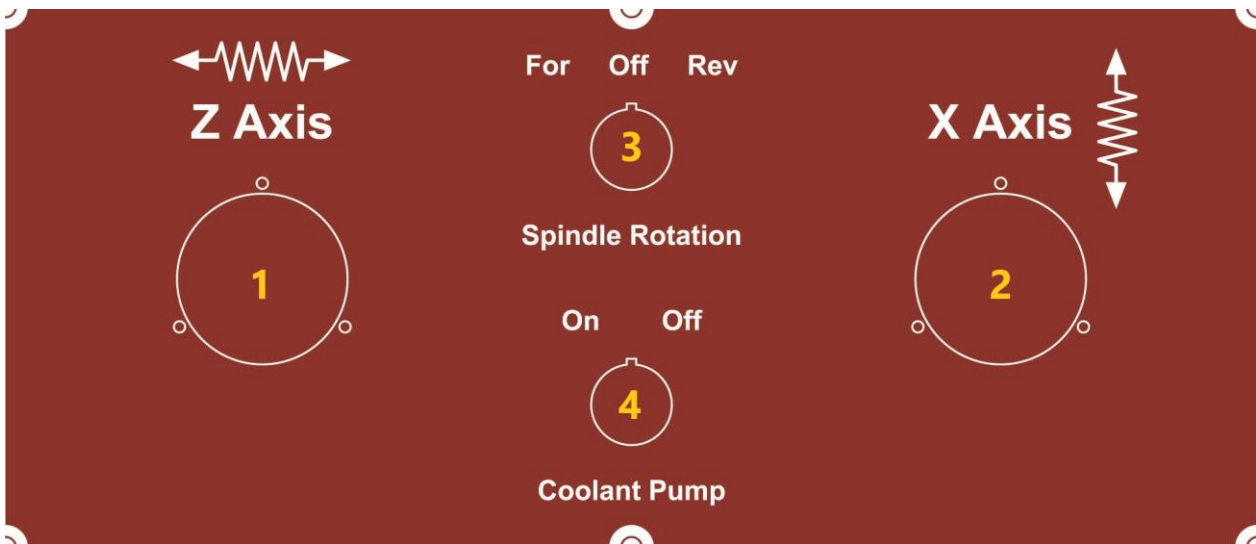 For Off Rev
Z Axis
X Axis
3
Spindle Rotation
1
2
On Off
4
Coolant Pump